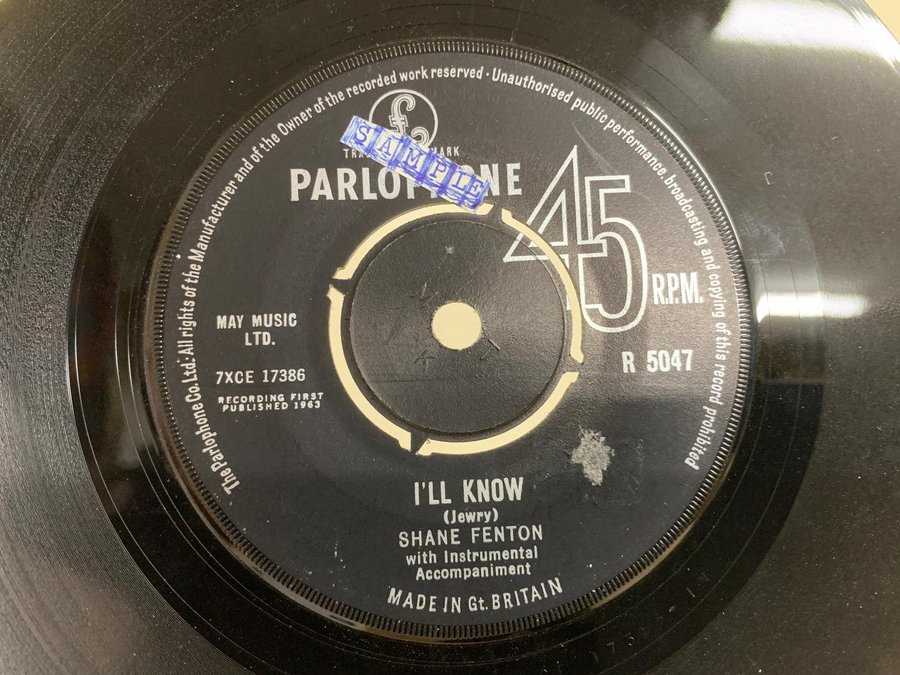 The Parlophone Co.Ltd. All rights of the Manufacturer and of the Owner of the recorded work reserved · Unauthorised public performance, broadcasting and copying of this record prohibited
£
SAMPLE
PARLOPHONE
45
R.P.M.
MAY MUSIC
LTD.
R 5047
7XCE 17386
RECORDING FIRST
PUBLISHED 1963
I'LL KNOW
(Jewry)
SHANE FENTON
with Instrumental
Accompaniment
MADE IN Gt. BRITAIN